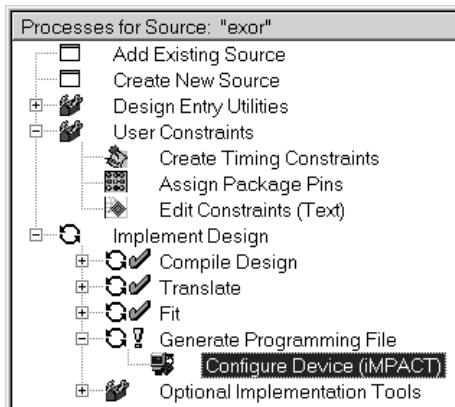 Processes for Source: "exor"
Add Existing Source
Create New Source
Design Entry Utilities
User Constraints
Create Timing Constraints
Assign Package Pins
Edit Constraints (Text)
Implement Design
Compile Design
Translate
Fit
Generate Programming File
Configure Device (iMPACT)
Optional Implementation Tools